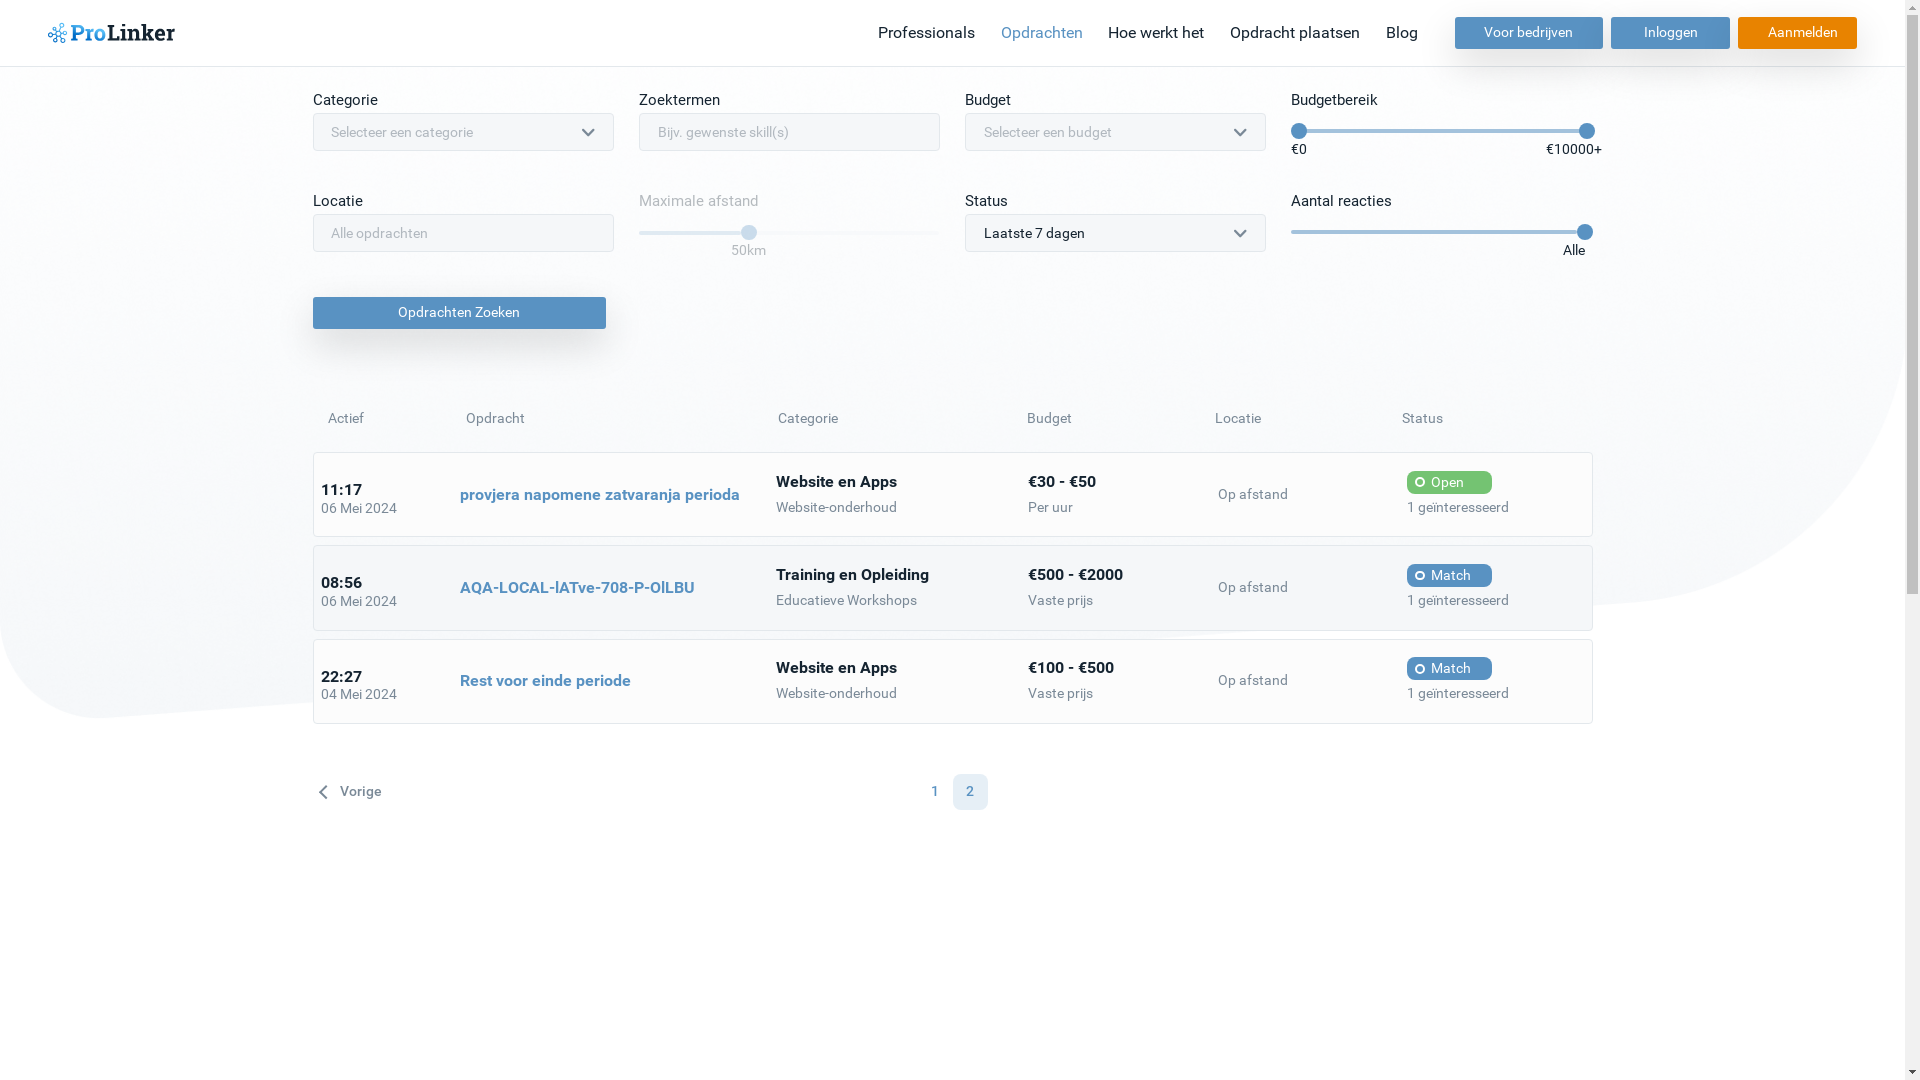 ProLinker
Professionals Opdrachten Hoe werkt het Opdracht plaatsen Blog Voor bedrijven Inloggen Aanmelden
Categorie Zoektermen Budget Budgetbereik
Selecteer een categorie Bijv. gewenste skill(s) Selecteer een budget
€0 €10000+
Locatie Maximale afstand Status Aantal reacties
Alle opdrachten Laatste 7 dagen
50km Alle
Opdrachten Zoeken
Actief Opdracht Categorie Budget Locatie Status
11:17 provjera napomene zatvaranja perioda Website en Apps €30 - €50 Op afstand Open
06 Mei 2024 Website-onderhoud Per uur 1 geïnteresseerd
08:56 AQA-LOCAL-lATve-708-P-OlLBU Training en Opleiding €500 - €2000 Op afstand Match
06 Mei 2024 Educatieve Workshops Vaste prijs 1 geïnteresseerd
22:27 Rest voor einde periode Website en Apps €100 - €500 Op afstand Match
04 Mei 2024 Website-onderhoud Vaste prijs 1 geïnteresseerd
Vorige 1 2